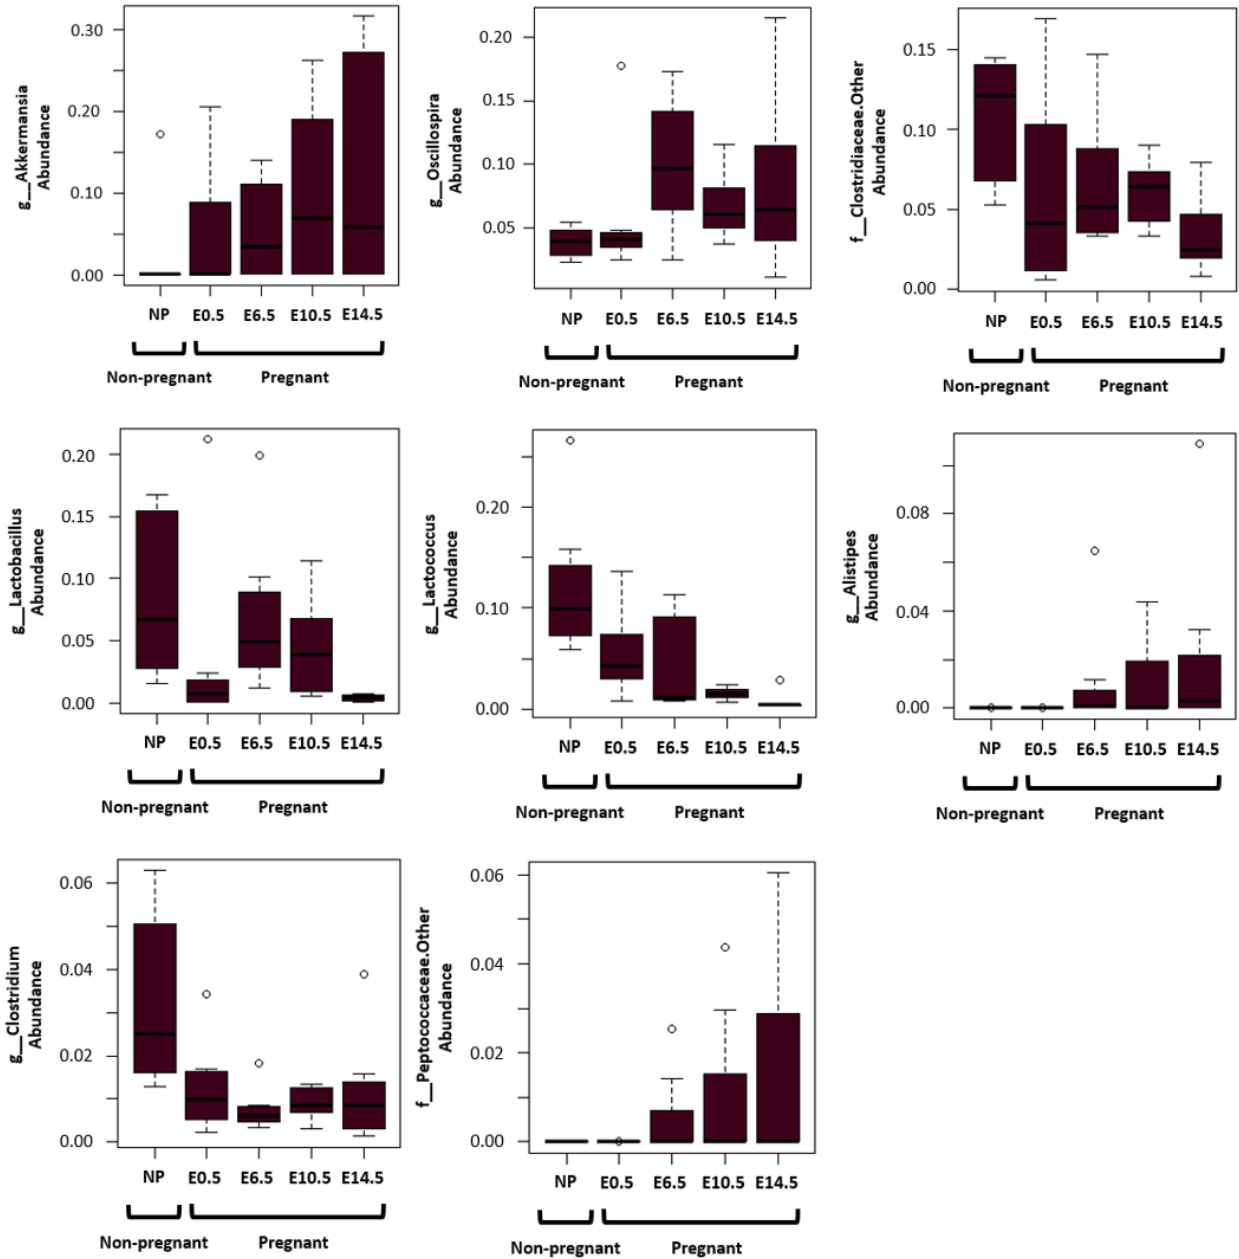 g__Akkermansia
Abundance
0.30
0.20
0.10
0.00
NP E0.5 E6.5 E10.5 E14.5
Non-pregnant Pregnant
g__Oscillospira
Abundance
0.20
0.15
0.10
0.05
NP E0.5 E6.5 E10.5 E14.5
Non-pregnant Pregnant
f__Clostridiaceae.Other
Abundance
0.15
0.10
0.05
0.00
NP E0.5 E6.5 E10.5 E14.5
Non-pregnant Pregnant
g__Lactobacillus
Abundance
0.20
0.15
0.10
0.05
0.00
NP E0.5 E6.5 E10.5 E14.5
Non-pregnant Pregnant
g__Lactococcus
Abundance
0.20
0.10
0.00
NP E0.5 E6.5 E10.5 E14.5
Non-pregnant Pregnant
g__Alistipes
Abundance
0.08
0.04
0.00
NP E0.5 E6.5 E10.5 E14.5
Non-pregnant Pregnant
g__Clostridium
Abundance
0.06
0.04
0.02
0.00
NP E0.5 E6.5 E10.5 E14.5
Non-pregnant Pregnant
f__Peptococcaceae.Other
Abundance
0.06
0.04
0.02
0.00
NP E0.5 E6.5 E10.5 E14.5
Non-pregnant Pregnant